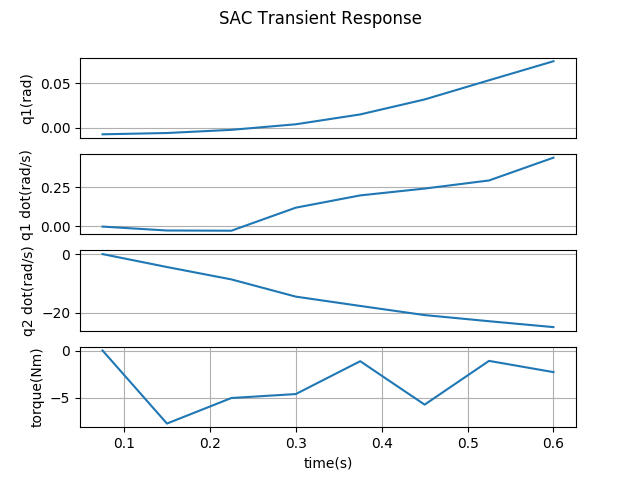 SAC Transient Response
q1(rad)
0.05
0.00
q1 dot(rad/s)
0.25
0.00
q2 dot(rad/s)
0
−20
torque(Nm)
0
−5
0.1 0.2 0.3 0.4 0.5 0.6
time(s)